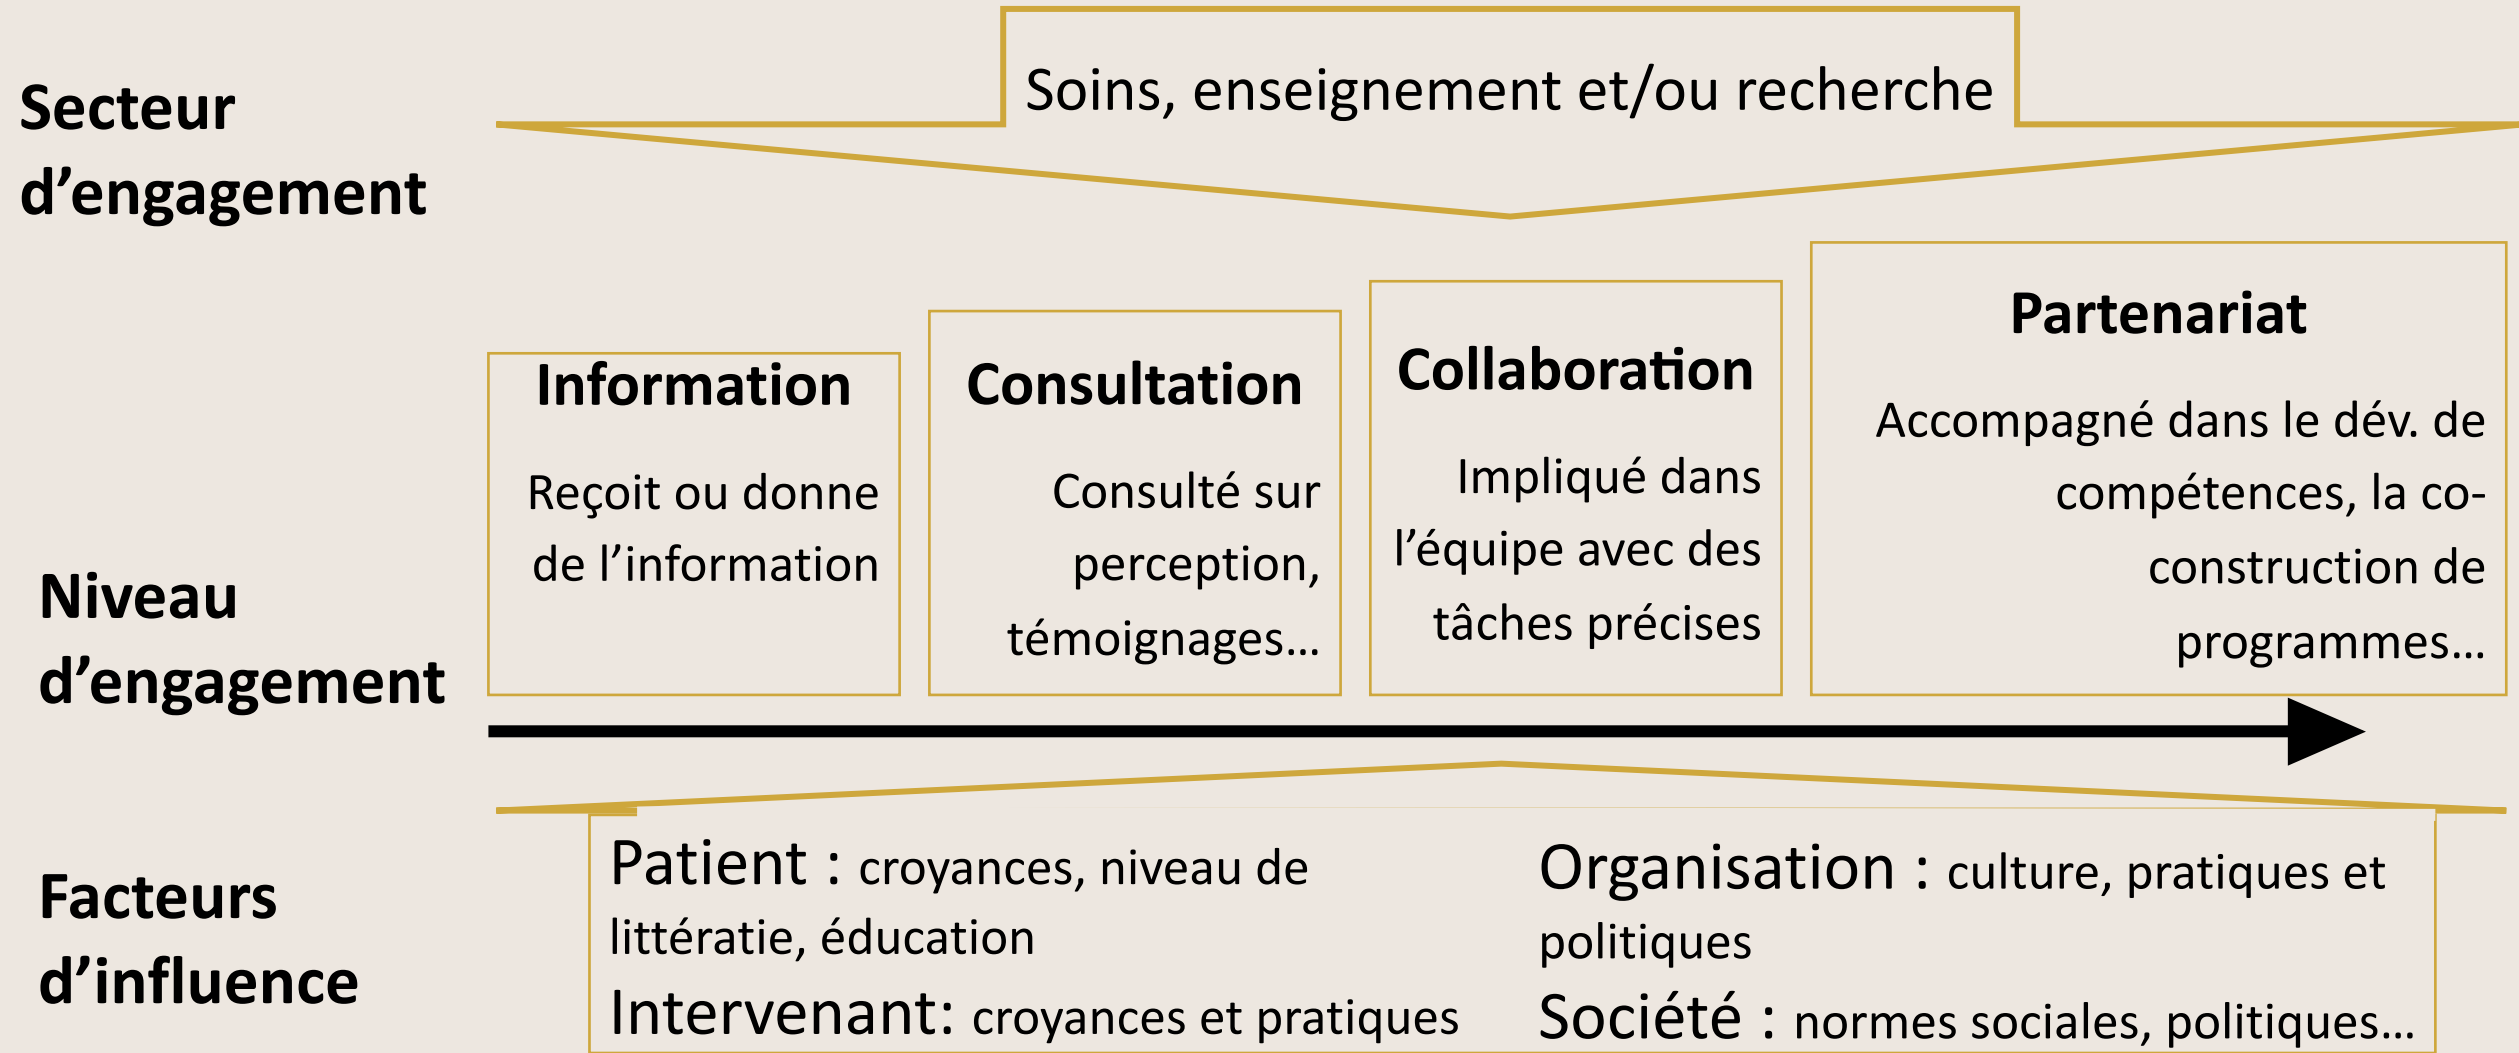 Secteur
d’engagement
Soins, enseignement et/ou recherche
Niveau
d’engagement
Information
Reçoit ou donne
de l’information
Consultation
Consulté sur
perception,
témoignages...
Collaboration
Impliqué dans
l’équipe avec des
tâches précises
Partenariat
Accompagné dans le dév. de
compétences, la co-
construction de
programmes...
Facteurs
d’influence
Patient : croyances, niveau de
littératie, éducation
Intervenant: croyances et pratiques
Organisation : culture, pratiques et
politiques
Société : normes sociales, politiques...